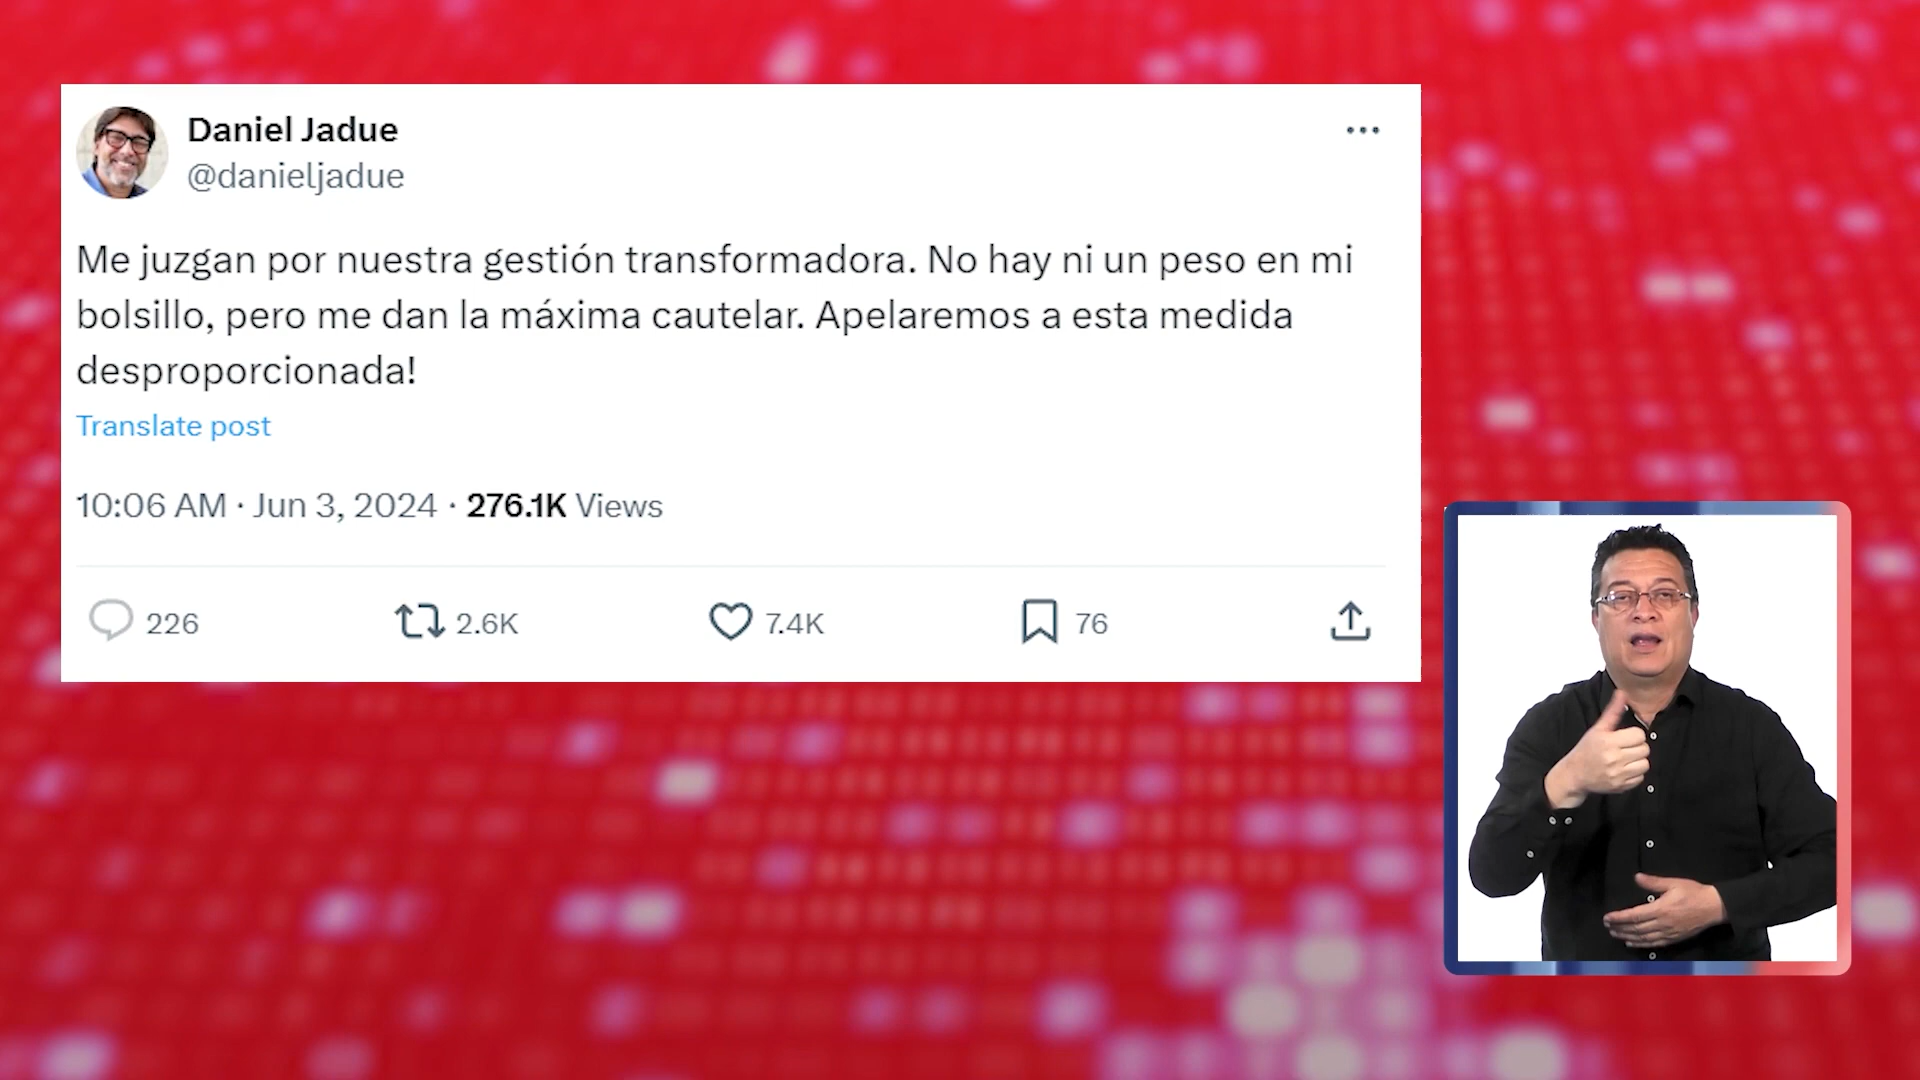 Daniel Jadue
@danieljadue
Me juzgan por nuestra gestión transformadora. No hay ni un peso en mi
bolsillo, pero me dan la máxima cautelar. Apelaremos a esta medida
desproporcionada!
Translate post
10:06 AM · Jun 3, 2024 · 276.1K Views
226 2.6K 7.4K 76